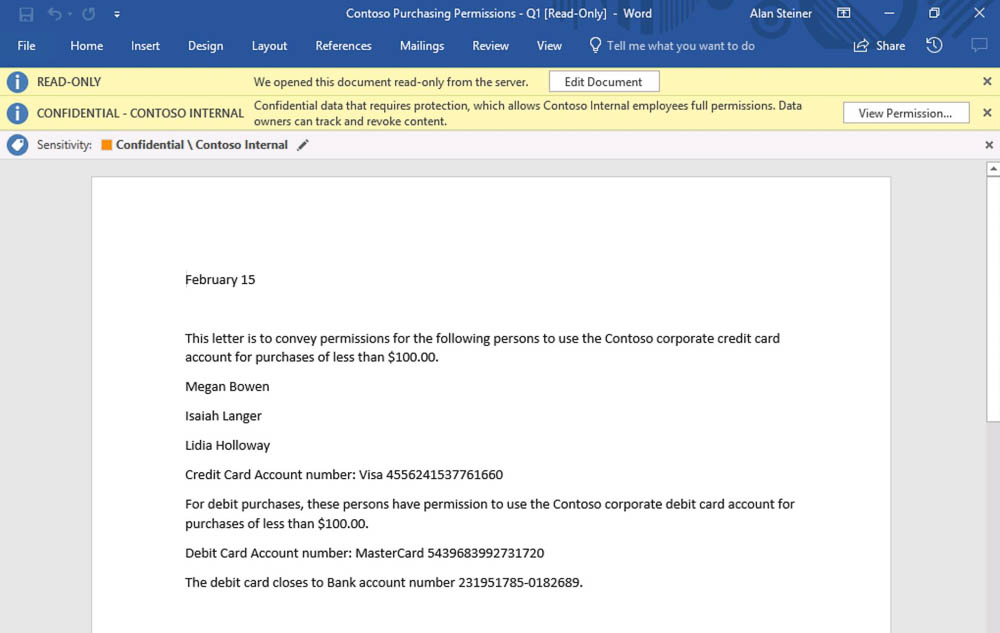 Contoso Purchasing Permissions - Q1 [Read-Only] - Word
Alan Steiner
File Home Insert Design Layout References Mailings Review View Tell me what you want to do Share
READ-ONLY We opened this document read-only from the server. Edit Document
CONFIDENTIAL - CONTOSO INTERNAL Confidential data that requires protection, which allows Contoso Internal employees full permissions. Data
owners can track and revoke content.
View Permission...
Sensitivity: Confidential \ Contoso Internal
February 15
This letter is to convey permissions for the following persons to use the Contoso corporate credit card
account for purchases of less than $100.00.
Megan Bowen
Isaiah Langer
Lidia Holloway
Credit Card Account number: Visa 4556241537761660
For debit purchases, these persons have permission to use the Contoso corporate debit card account for
purchases of less than $100.00.
Debit Card Account number: MasterCard 5439683992731720
The debit card closes to Bank account number 231951785-0182689.